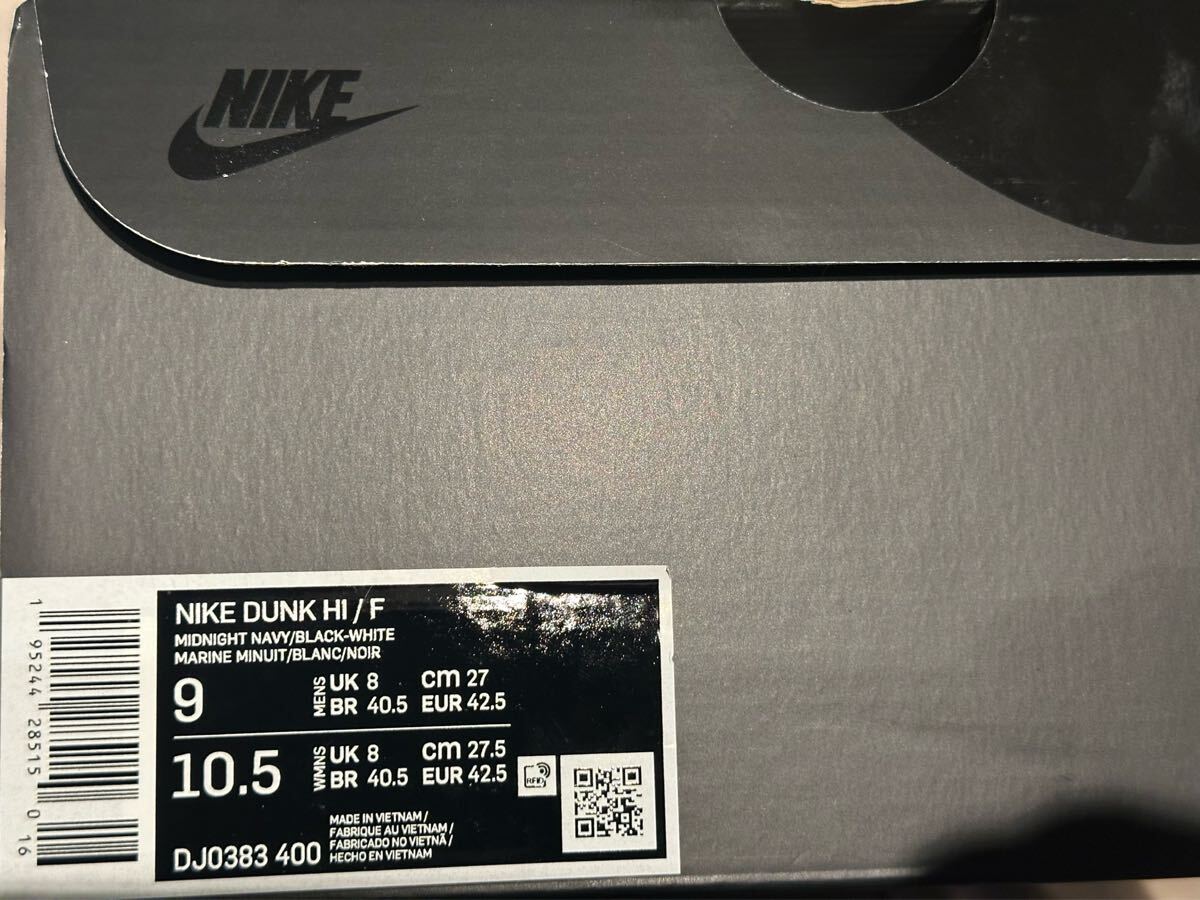 NIKE
NIKE DUNK HI / F
MIDNIGHT NAVY/BLACK-WHITE
MARINE MINUIT/BLANC/NOIR
9
MENS
UK 8
cm 27
BR 40.5
EUR 42.5
10.5
WMNS
UK 8
cm 27.5
BR 40.5
EUR 42.5
RFID
DJ0383 400
MADE IN VIETNAM /
FABRIQUE AU VIETNAM /
FABRICADO NO VIETNÃ /
HECHO EN VIETNAM
1 95244 28515 0 16